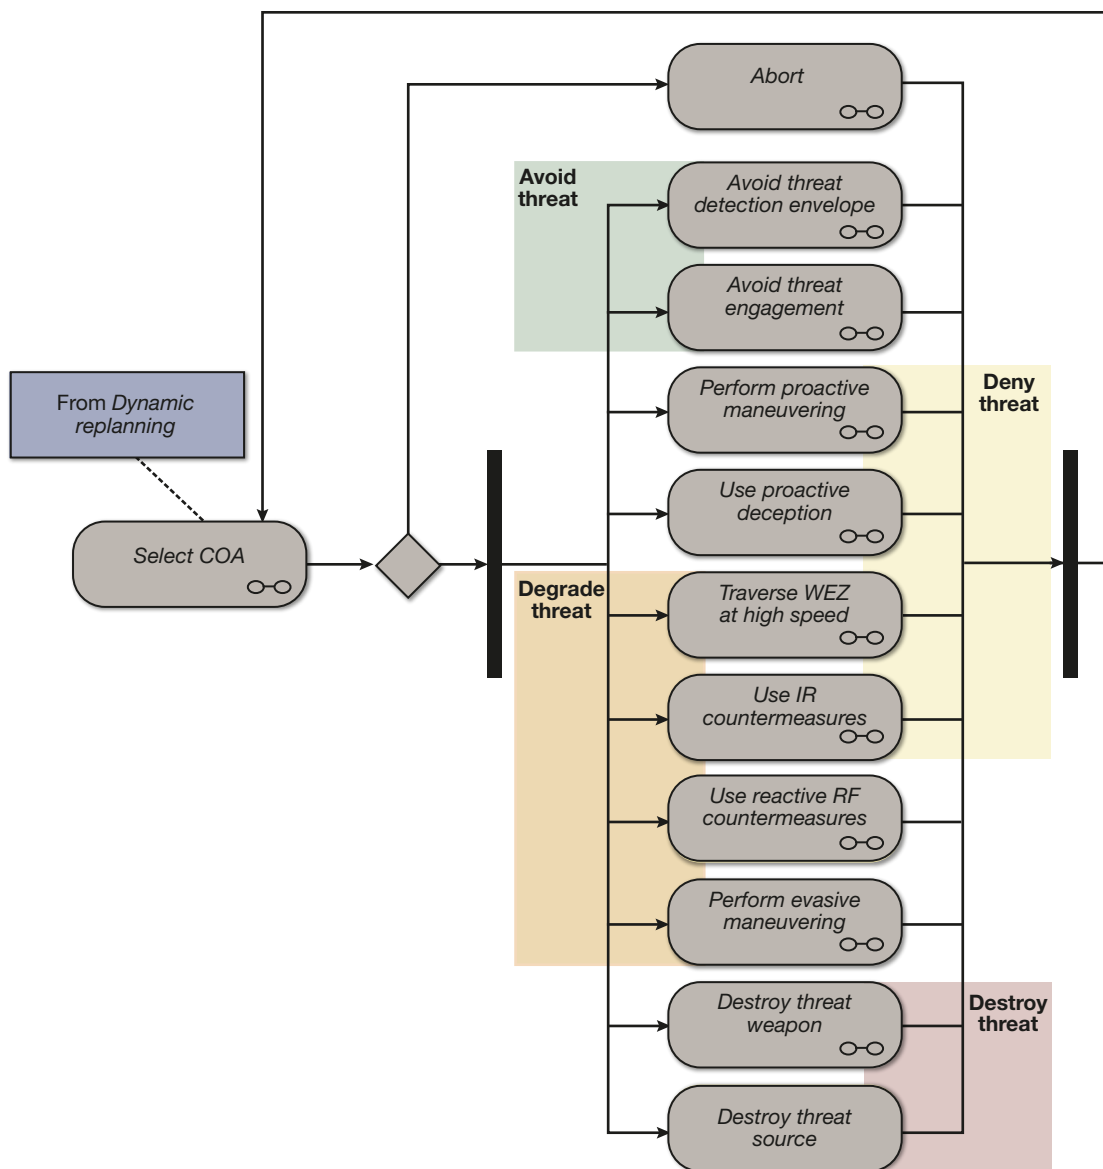 Abort
Avoid
threat
Avoid threat
detection envelope
Avoid threat
engagement
From Dynamic
replanning
Perform proactive
maneuvering
Deny
threat
Use proactive
deception
Select COA
Degrade
threat
Traverse WEZ
at high speed
Use IR
countermeasures
Use reactive RF
countermeasures
Perform evasive
maneuvering
Destroy threat
weapon
Destroy
threat
Destroy threat
source